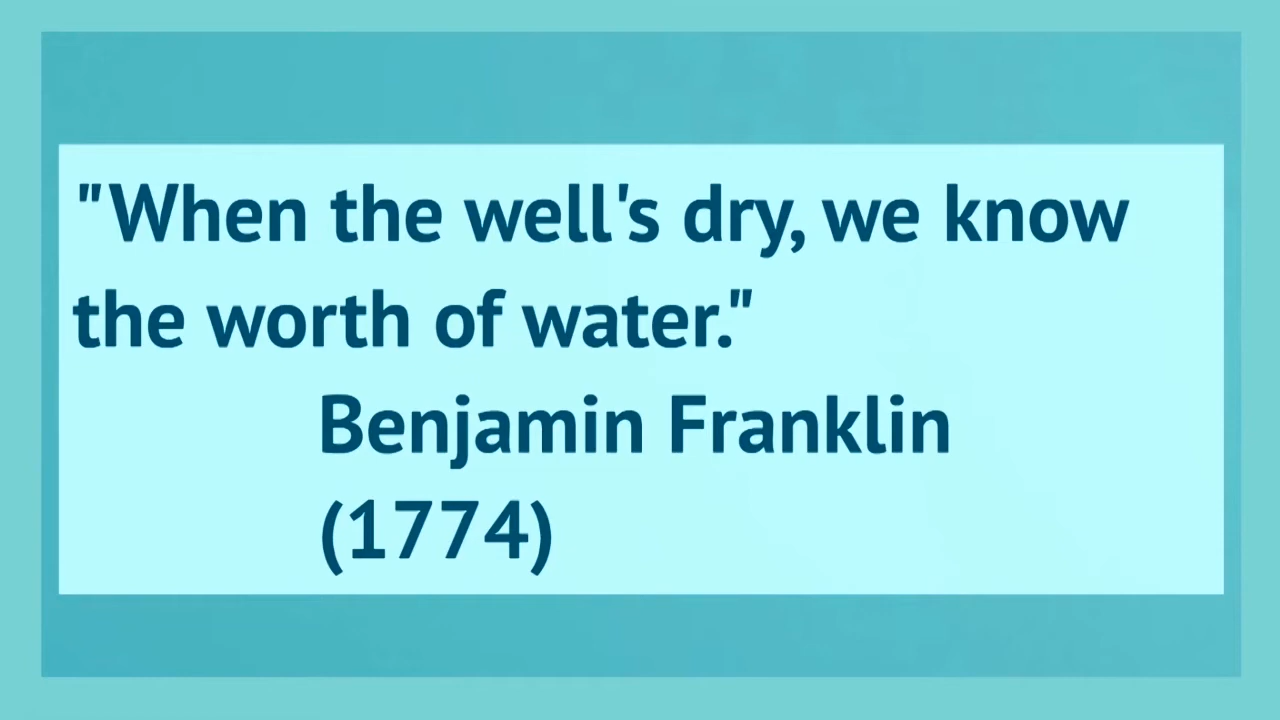 "When the well's dry, we know
the worth of water."
Benjamin Franklin
(1774)